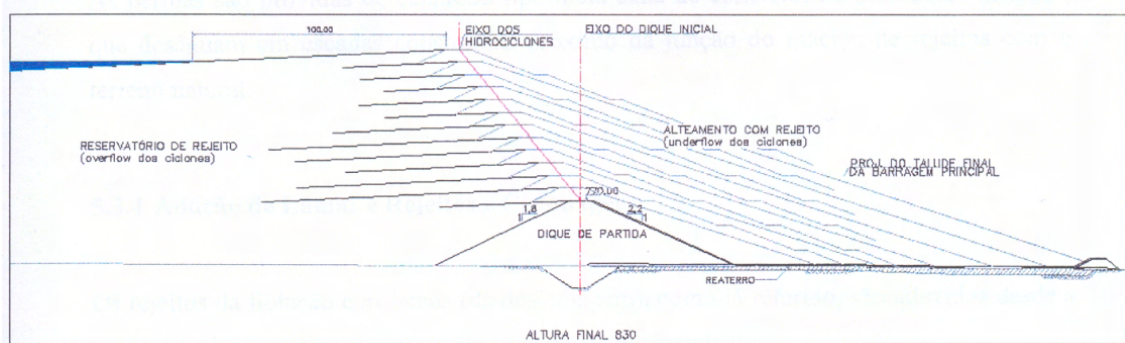 100,00
EIXO DOS
HIDROCICLONES
EIXO DO DIQUE INICIAL
RESERVATÓRIO DE REJEITO
(overflow dos ciclones)
ALTEAMENTO COM REJEITO
(underflow dos ciclones)
PROJ. DO TALUDE FINAL
DA BARRAGEM PRINCIPAL
720,00
1,8
2,2
DIQUE DE PARTIDA
REATERRO
ALTURA FINAL 830